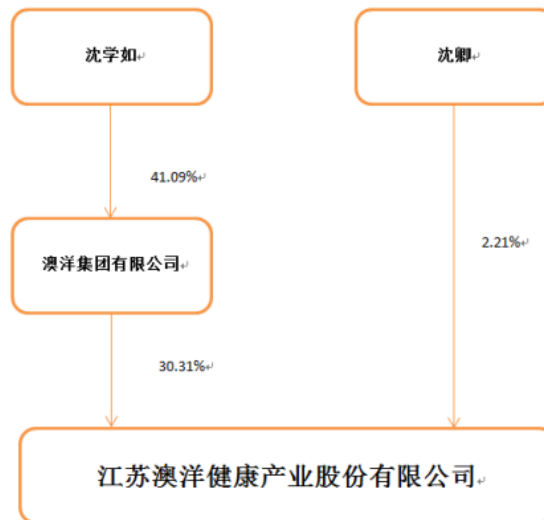 沈学如
沈卿
41.09%
澳洋集团有限公司
2.21%
30.31%
江苏澳洋健康产业股份有限公司